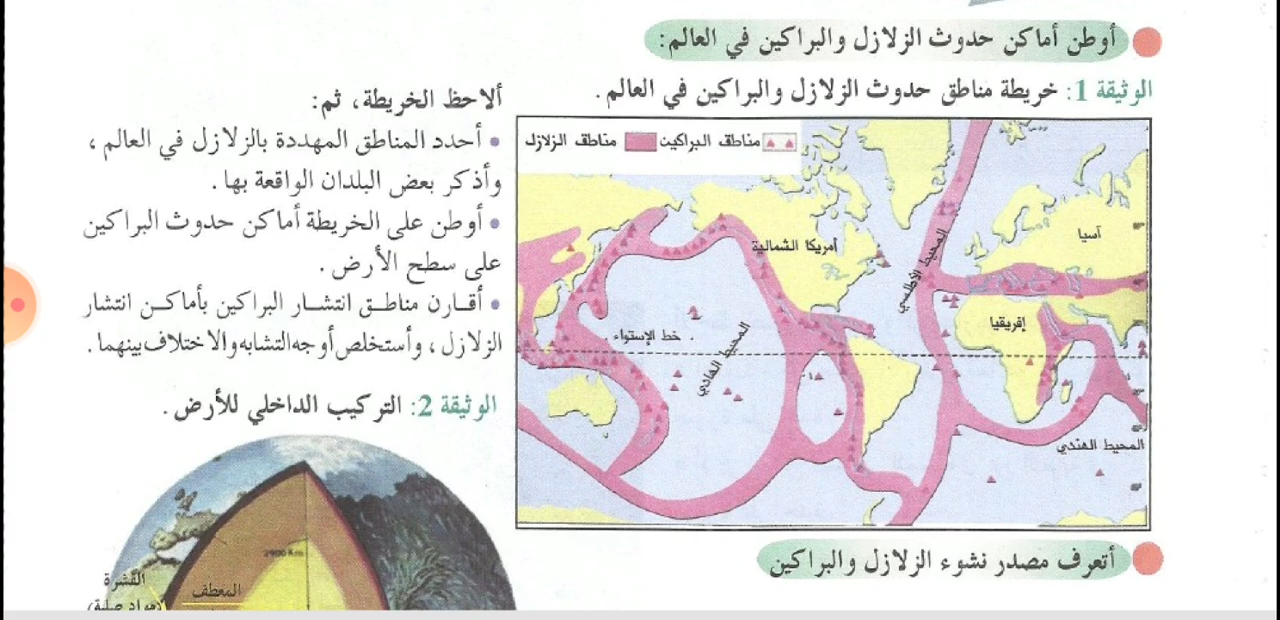 أوطن أماكن حدوث الزلازل والبراكين في العالم:
الوثيقة 1: خريطة مناطق حدوث الزلازل والبراكين في العالم.
مناطق البراكين
مناطق الزلازل
أمريكا الشمالية
المحيط الأطلسي
آسيا
إفريقيا
خط الإستواء
المحيط الهادي
المحيط الهندي
ألاحظ الخريطة، ثم:
• أحدد المناطق المهددة بالزلازل في العالم،
وأذكر بعض البلدان الواقعة بها.
• أوطن على الخريطة أماكن حدوث البراكين
على سطح الأرض.
• أقارن مناطق انتشار البراكين بأماكن انتشار
الزلازل، وأستخلص أوجه التشابه والاختلاف بينهما.
الوثيقة 2: التركيب الداخلي للأرض.
2900 Km
القشرة
(مواد صلبة)
المعطف
أتعرف مصدر نشوء الزلازل والبراكين